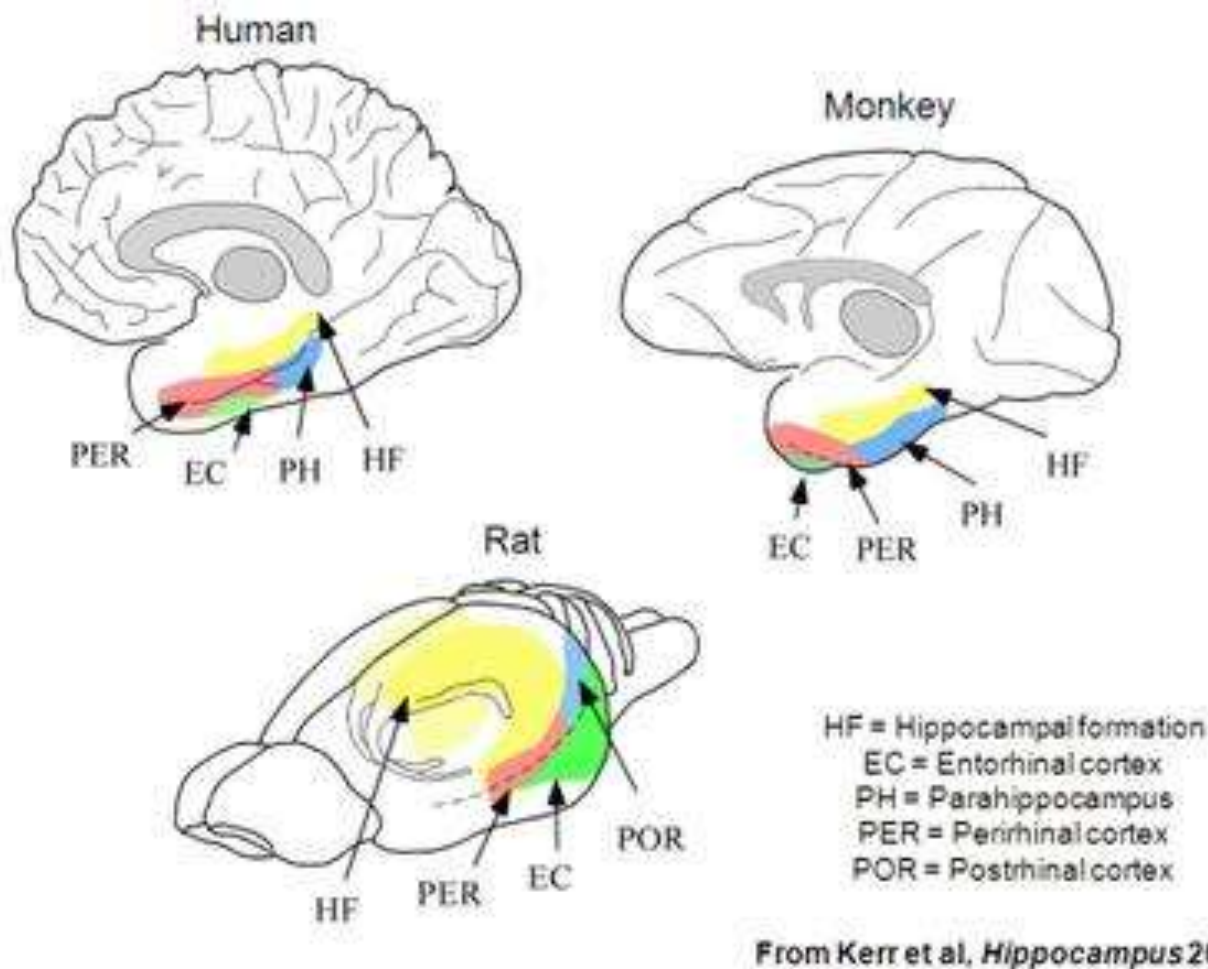 Human
Monkey
PER
EC
PH
HF
HF
PH
EC
PER
Rat
POR
EC
PER
HF
HF = Hippocampal formation
EC = Entorhinal cortex
PH = Parahippocampus
PER = Perirhinal cortex
POR = Postrhinal cortex
From Kerr et al, Hippocampus